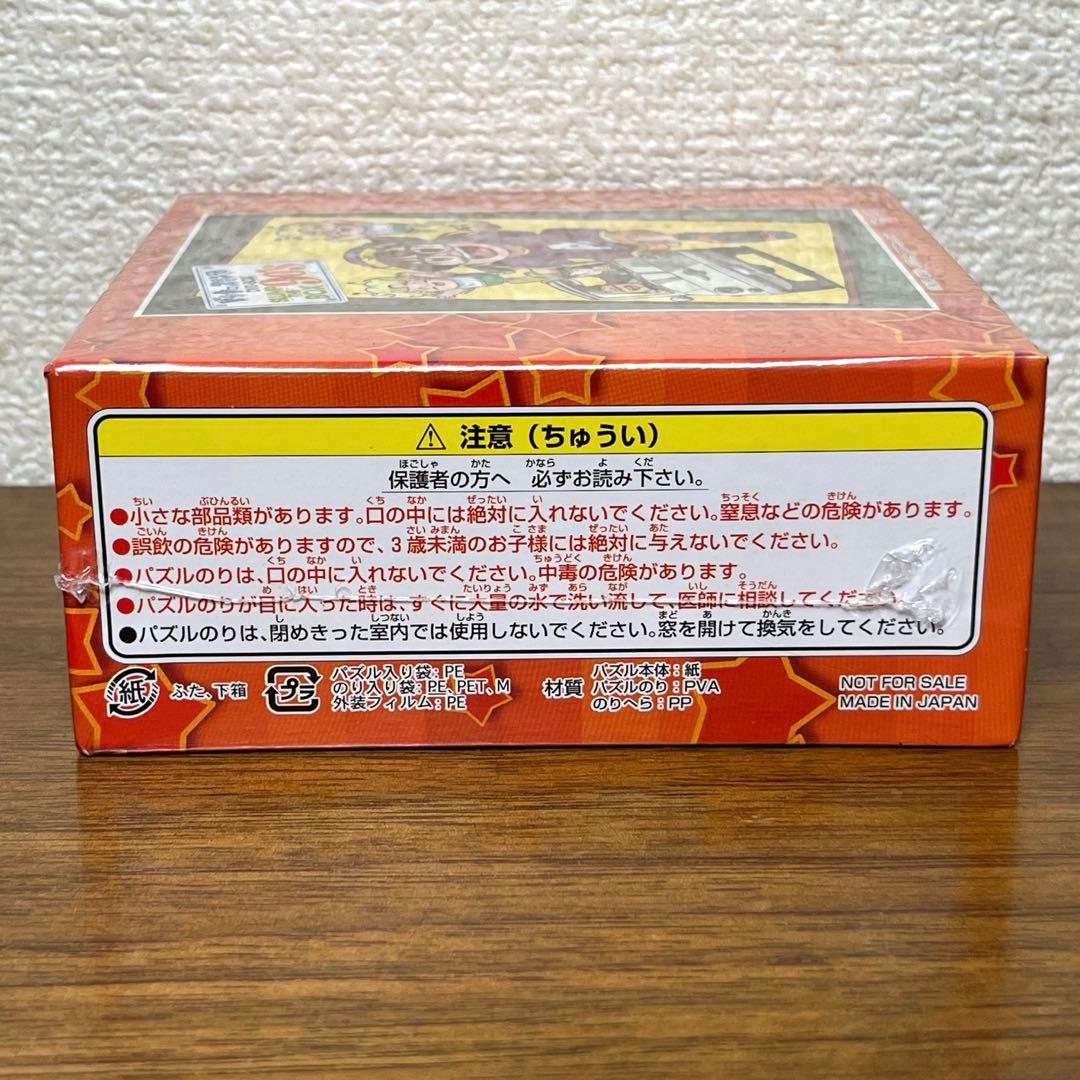 ⚠ 注意（ちゅうい）
保護者の方へ 必ずお読み下さい。
●小さな部品類があります。口の中には絶対に入れないでください。窒息などの危険があります。
●誤飲の危険がありますので、3歳未満のお子様には絶対に与えないでください。
●パズルのりは、口の中に入れないでください。中毒の危険があります。
●パズルのりが目に入った時は、すぐに大量の水で洗い流して、医師に相談してください。
●パズルのりは、閉めきった室内では使用しないでください。窓を開けて換気をしてください。
紙 ふた、下箱
プラ パズル入り袋：PE
のり入り袋：PE、PET、M
外装フィルム：PE
材質 パズル本体：紙
パズルのり：PVA
のりへら：PP
NOT FOR SALE
MADE IN JAPAN